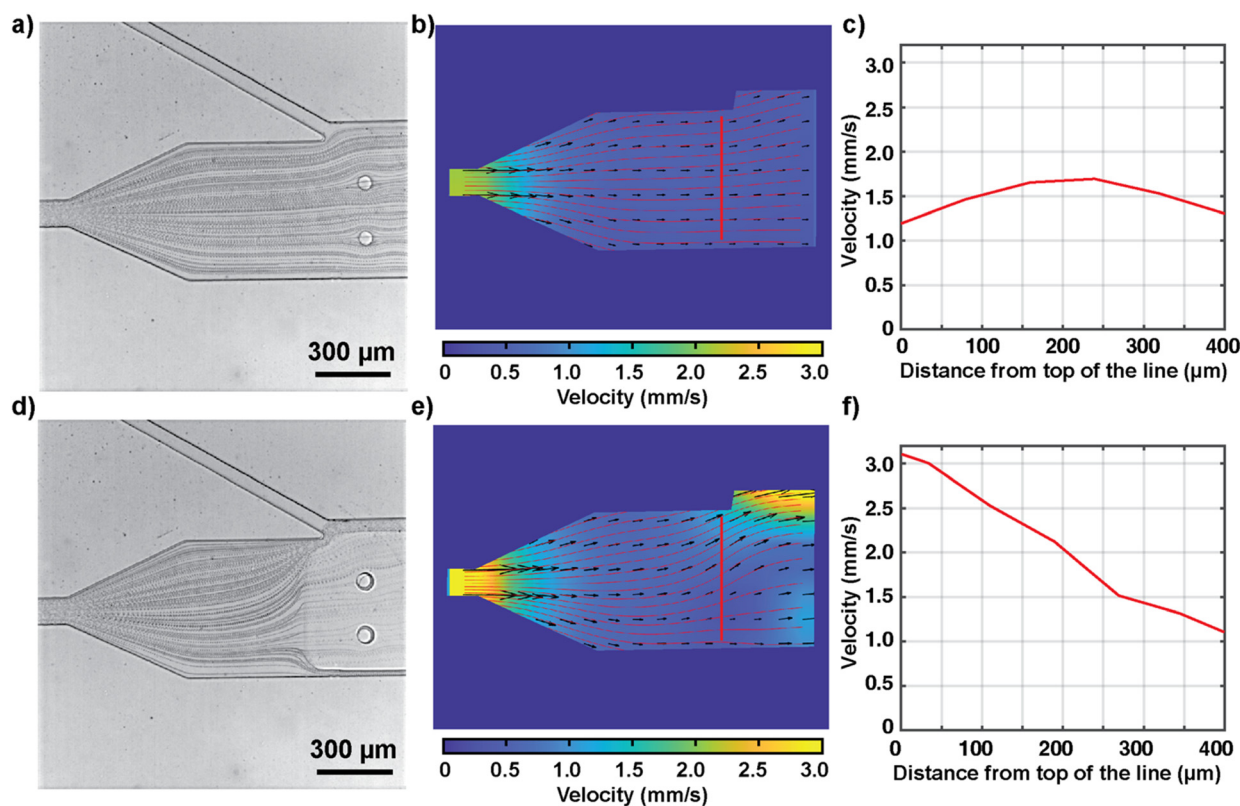 a)
300 µm
b)
0 0.5 1.0 1.5 2.0 2.5 3.0
Velocity (mm/s)
c)
3.0
2.5
2.0
1.5
1.0
0.5
0
Velocity (mm/s)
0 100 200 300 400
Distance from top of the line (µm)
d)
300 µm
e)
0 0.5 1.0 1.5 2.0 2.5 3.0
Velocity (mm/s)
f)
3.0
2.5
2.0
1.5
1.0
0.5
0
Velocity (mm/s)
0 100 200 300 400
Distance from top of the line (µm)